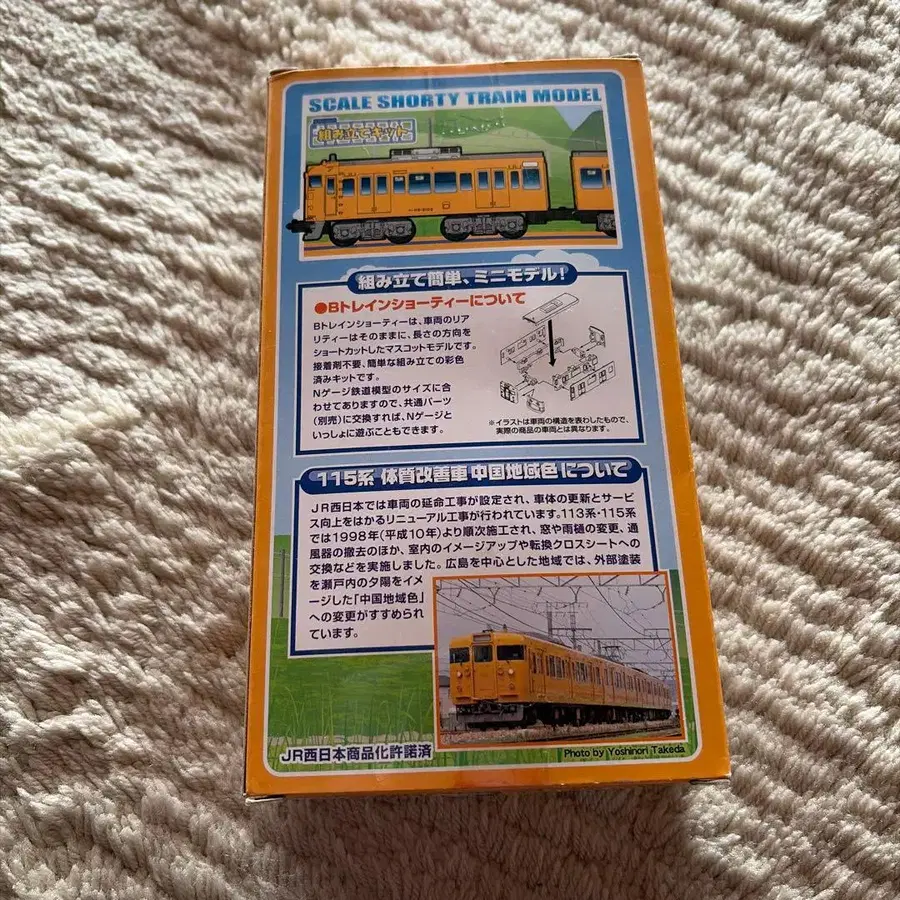 SCALE SHORTY TRAIN MODEL
組み立てキット
組み立て簡単、ミニモデル!
●Bトレインショーティーについて
Bトレインショーティーは、車両のリア
リティーはそのままに、長さの方向を
ショートカットしたマスコットモデルです。
接着剤不要、簡単な組み立ての彩色
済みキットです。
Nゲージ鉄道模型のサイズに合
わせてありますので、共通パーツ
(別売)に交換すれば、Nゲージと
いっしょに遊ぶこともできます。
※イラストは車両の構造を表わしたもので、
実際の商品の車両とは異なります。
115系 体質改善車 中国地域色について
JR西日本では車両の延命工事が設定され、車体の更新とサービ
ス向上をはかるリニューアル工事が行われています。113系・115系
では1998年(平成10年)より順次施工され、窓や雨樋の変更、通
風器の撤去のほか、室内のイメージアップや転換クロスシートへの
交換などを実施しました。広島を中心とした地域では、外部塗装
を瀬戸内の夕陽をイメ
ージした「中国地域色」
への変更がすすめられ
ています。
JR西日本商品化許諾済
Photo by Yoshinori Takeda